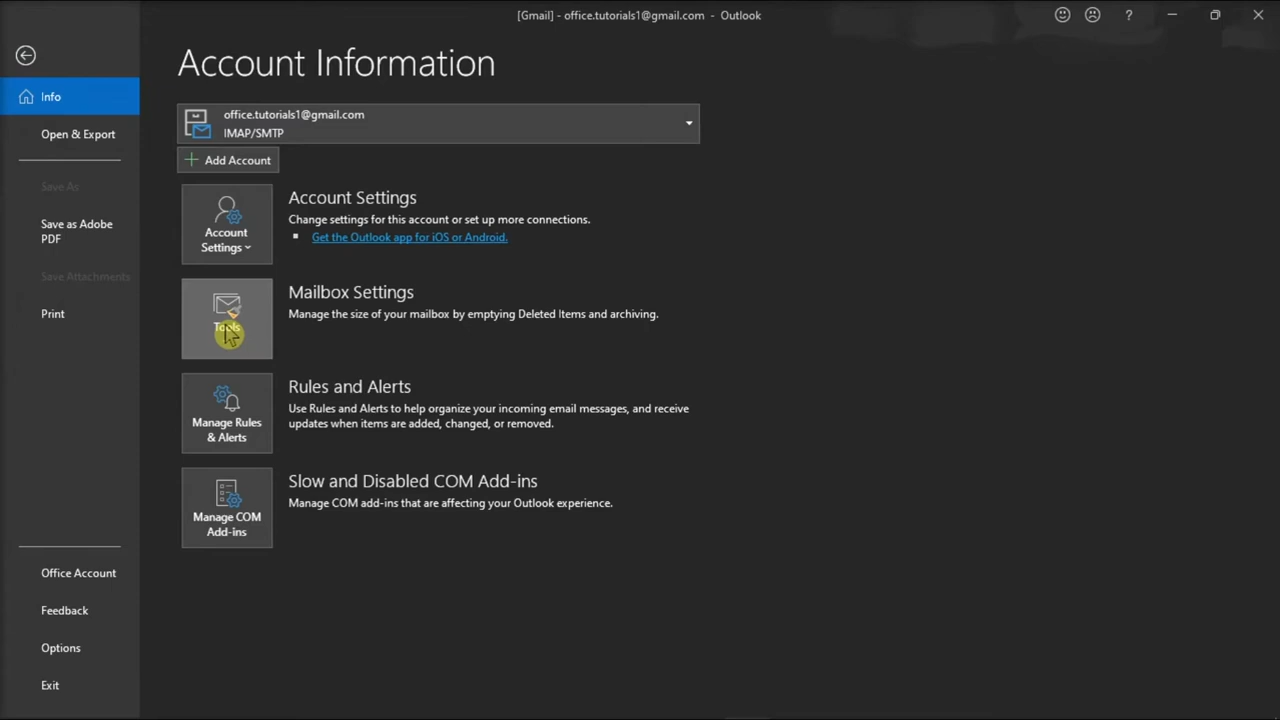 [Gmail] - office.tutorials1@gmail.com - Outlook
?
Account Information
Info
office.tutorials1@gmail.com
IMAP/SMTP
Open & Export
Add Account
Save As
Account Settings
Account
Settings
Change settings for this account or set up more connections.
Get the Outlook app for iOS or Android.
Save as Adobe
PDF
Save Attachments
Print
Tools
Mailbox Settings
Manage the size of your mailbox by emptying Deleted Items and archiving.
Manage Rules
& Alerts
Rules and Alerts
Use Rules and Alerts to help organize your incoming email messages, and receive
updates when items are added, changed, or removed.
Manage COM
Add-ins
Slow and Disabled COM Add-ins
Manage COM add-ins that are affecting your Outlook experience.
Office Account
Feedback
Options
Exit